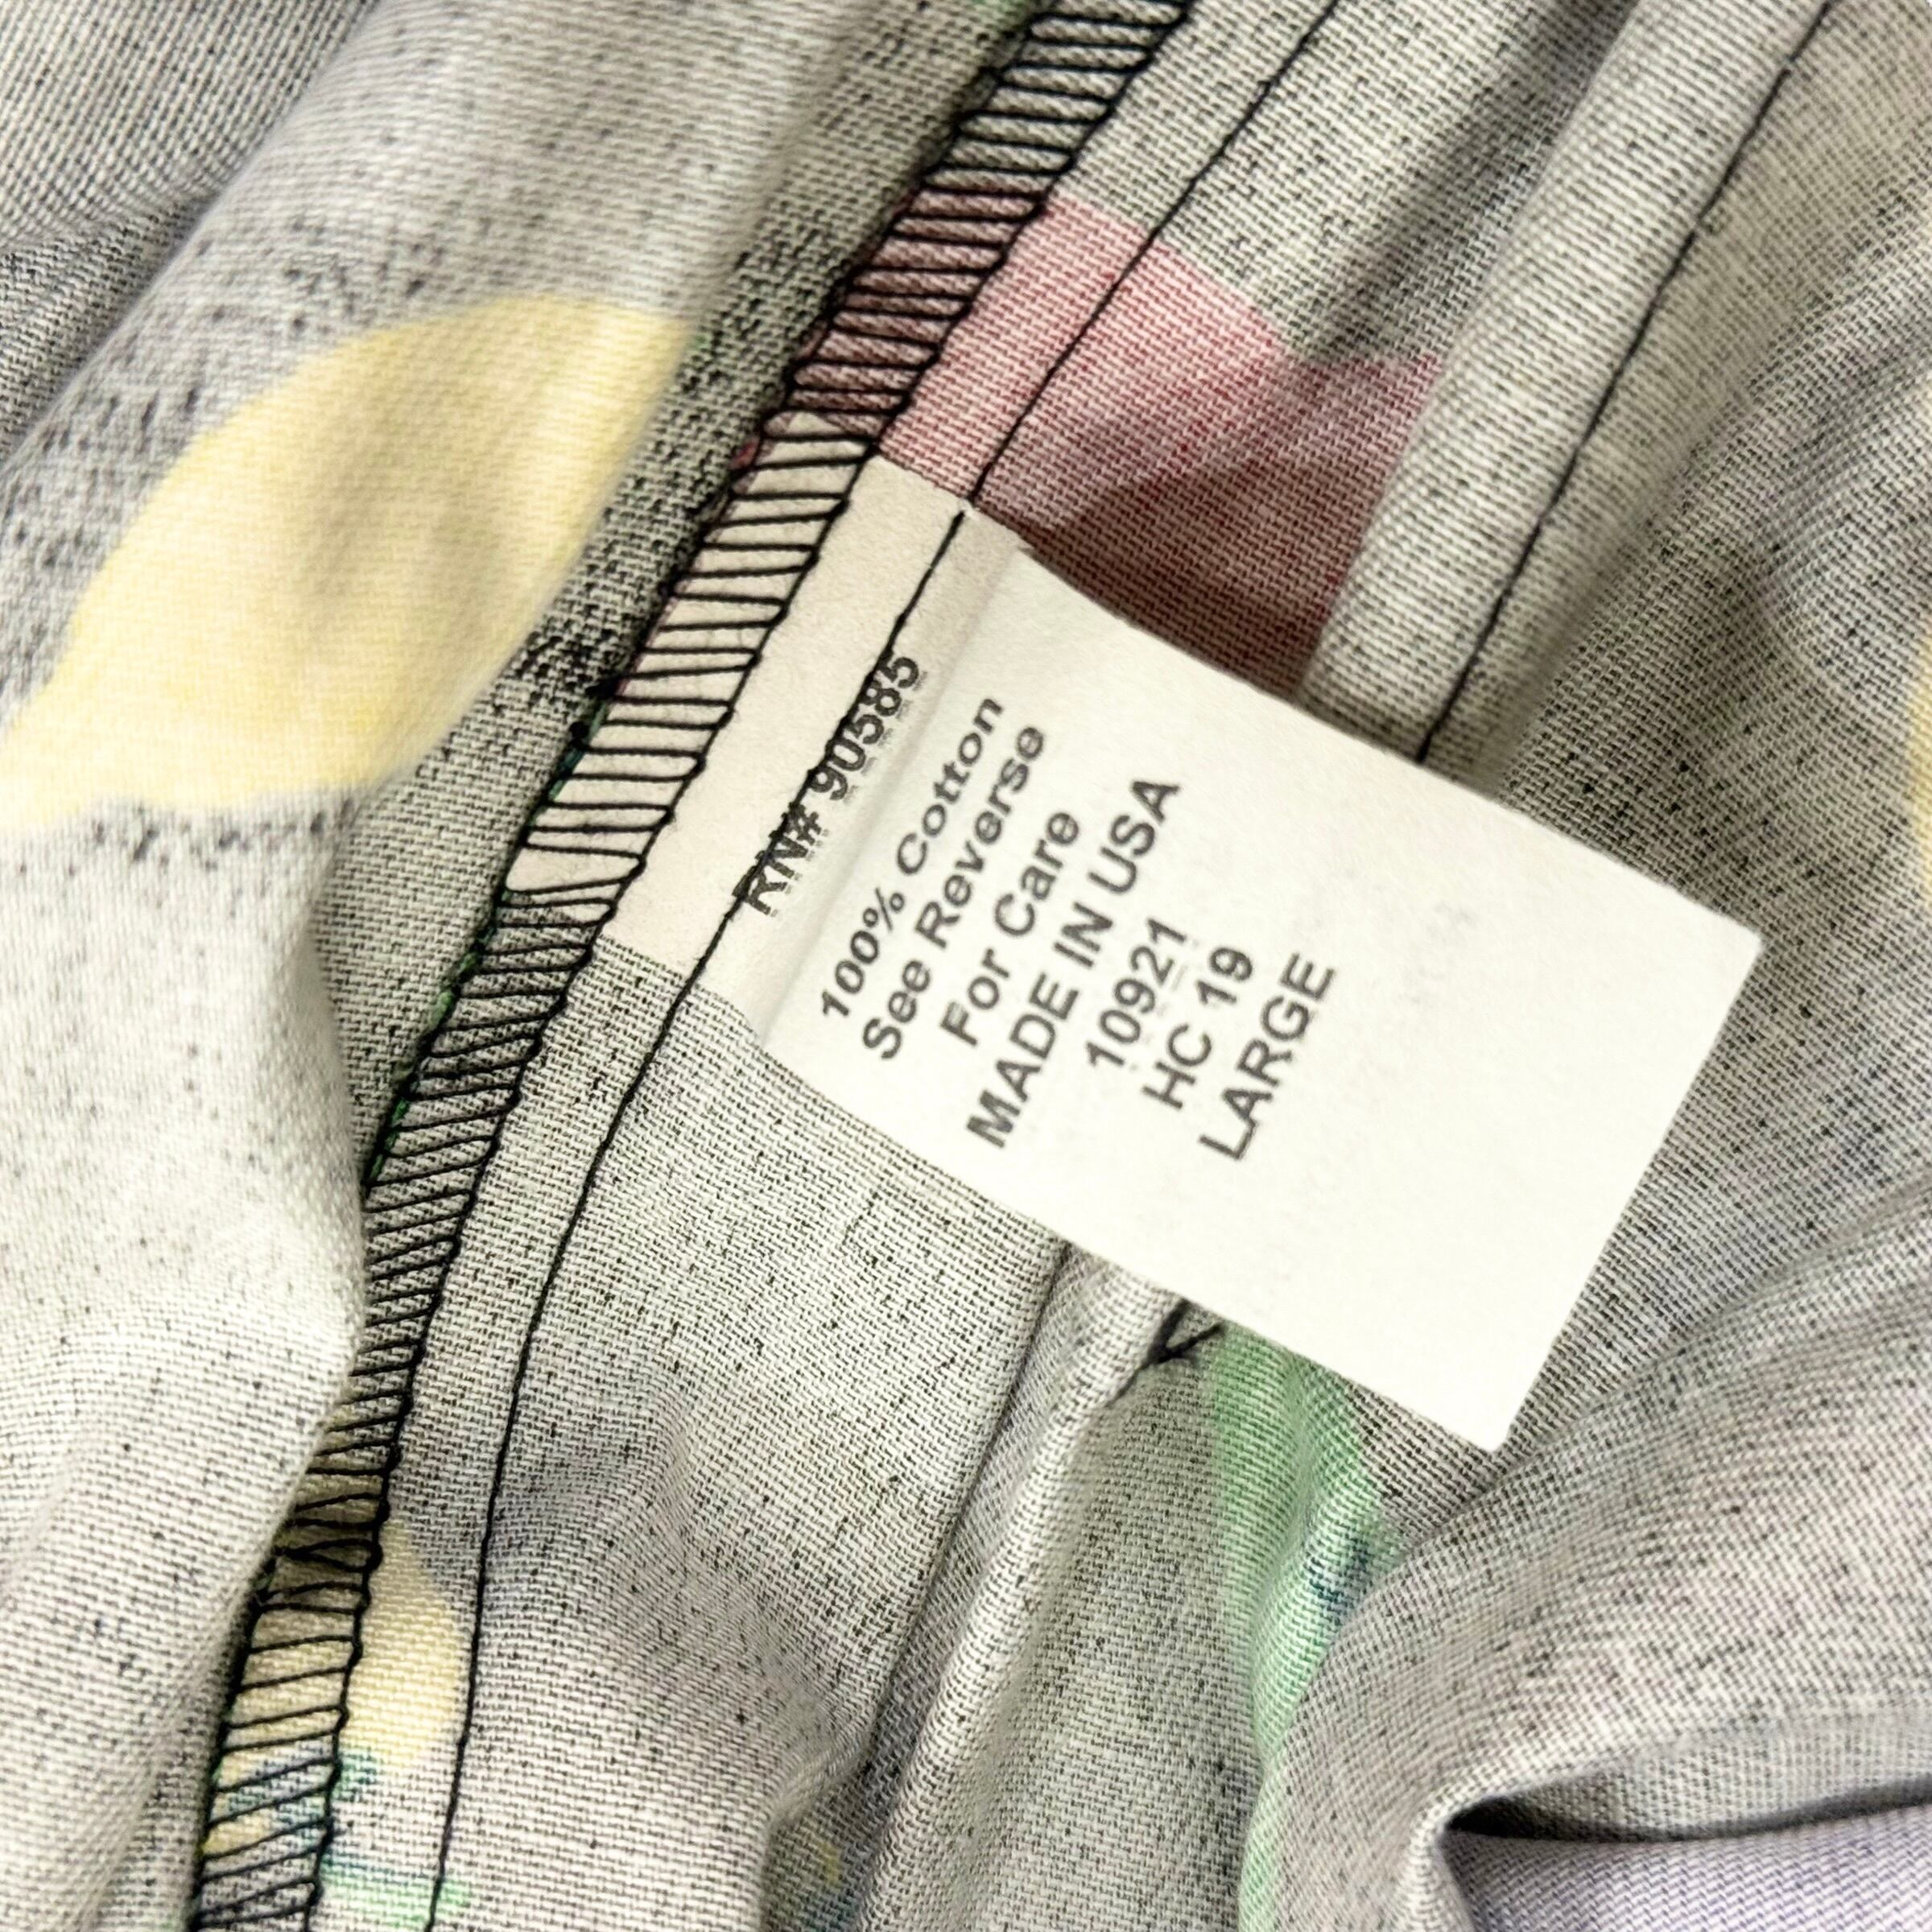 RN# 90585
100% Cotton
See Reverse
For Care
MADE IN USA
10921
HC 19
LARGE